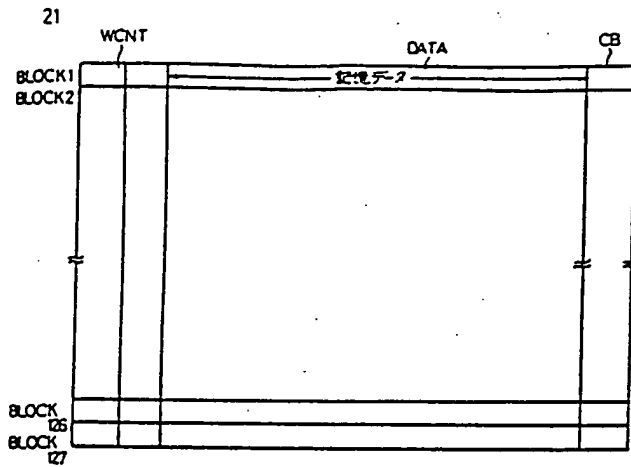 21
WCNT
DATA
CB
BLOCK1
記憶データ
BLOCK2
BLOCK
126
BLOCK
127